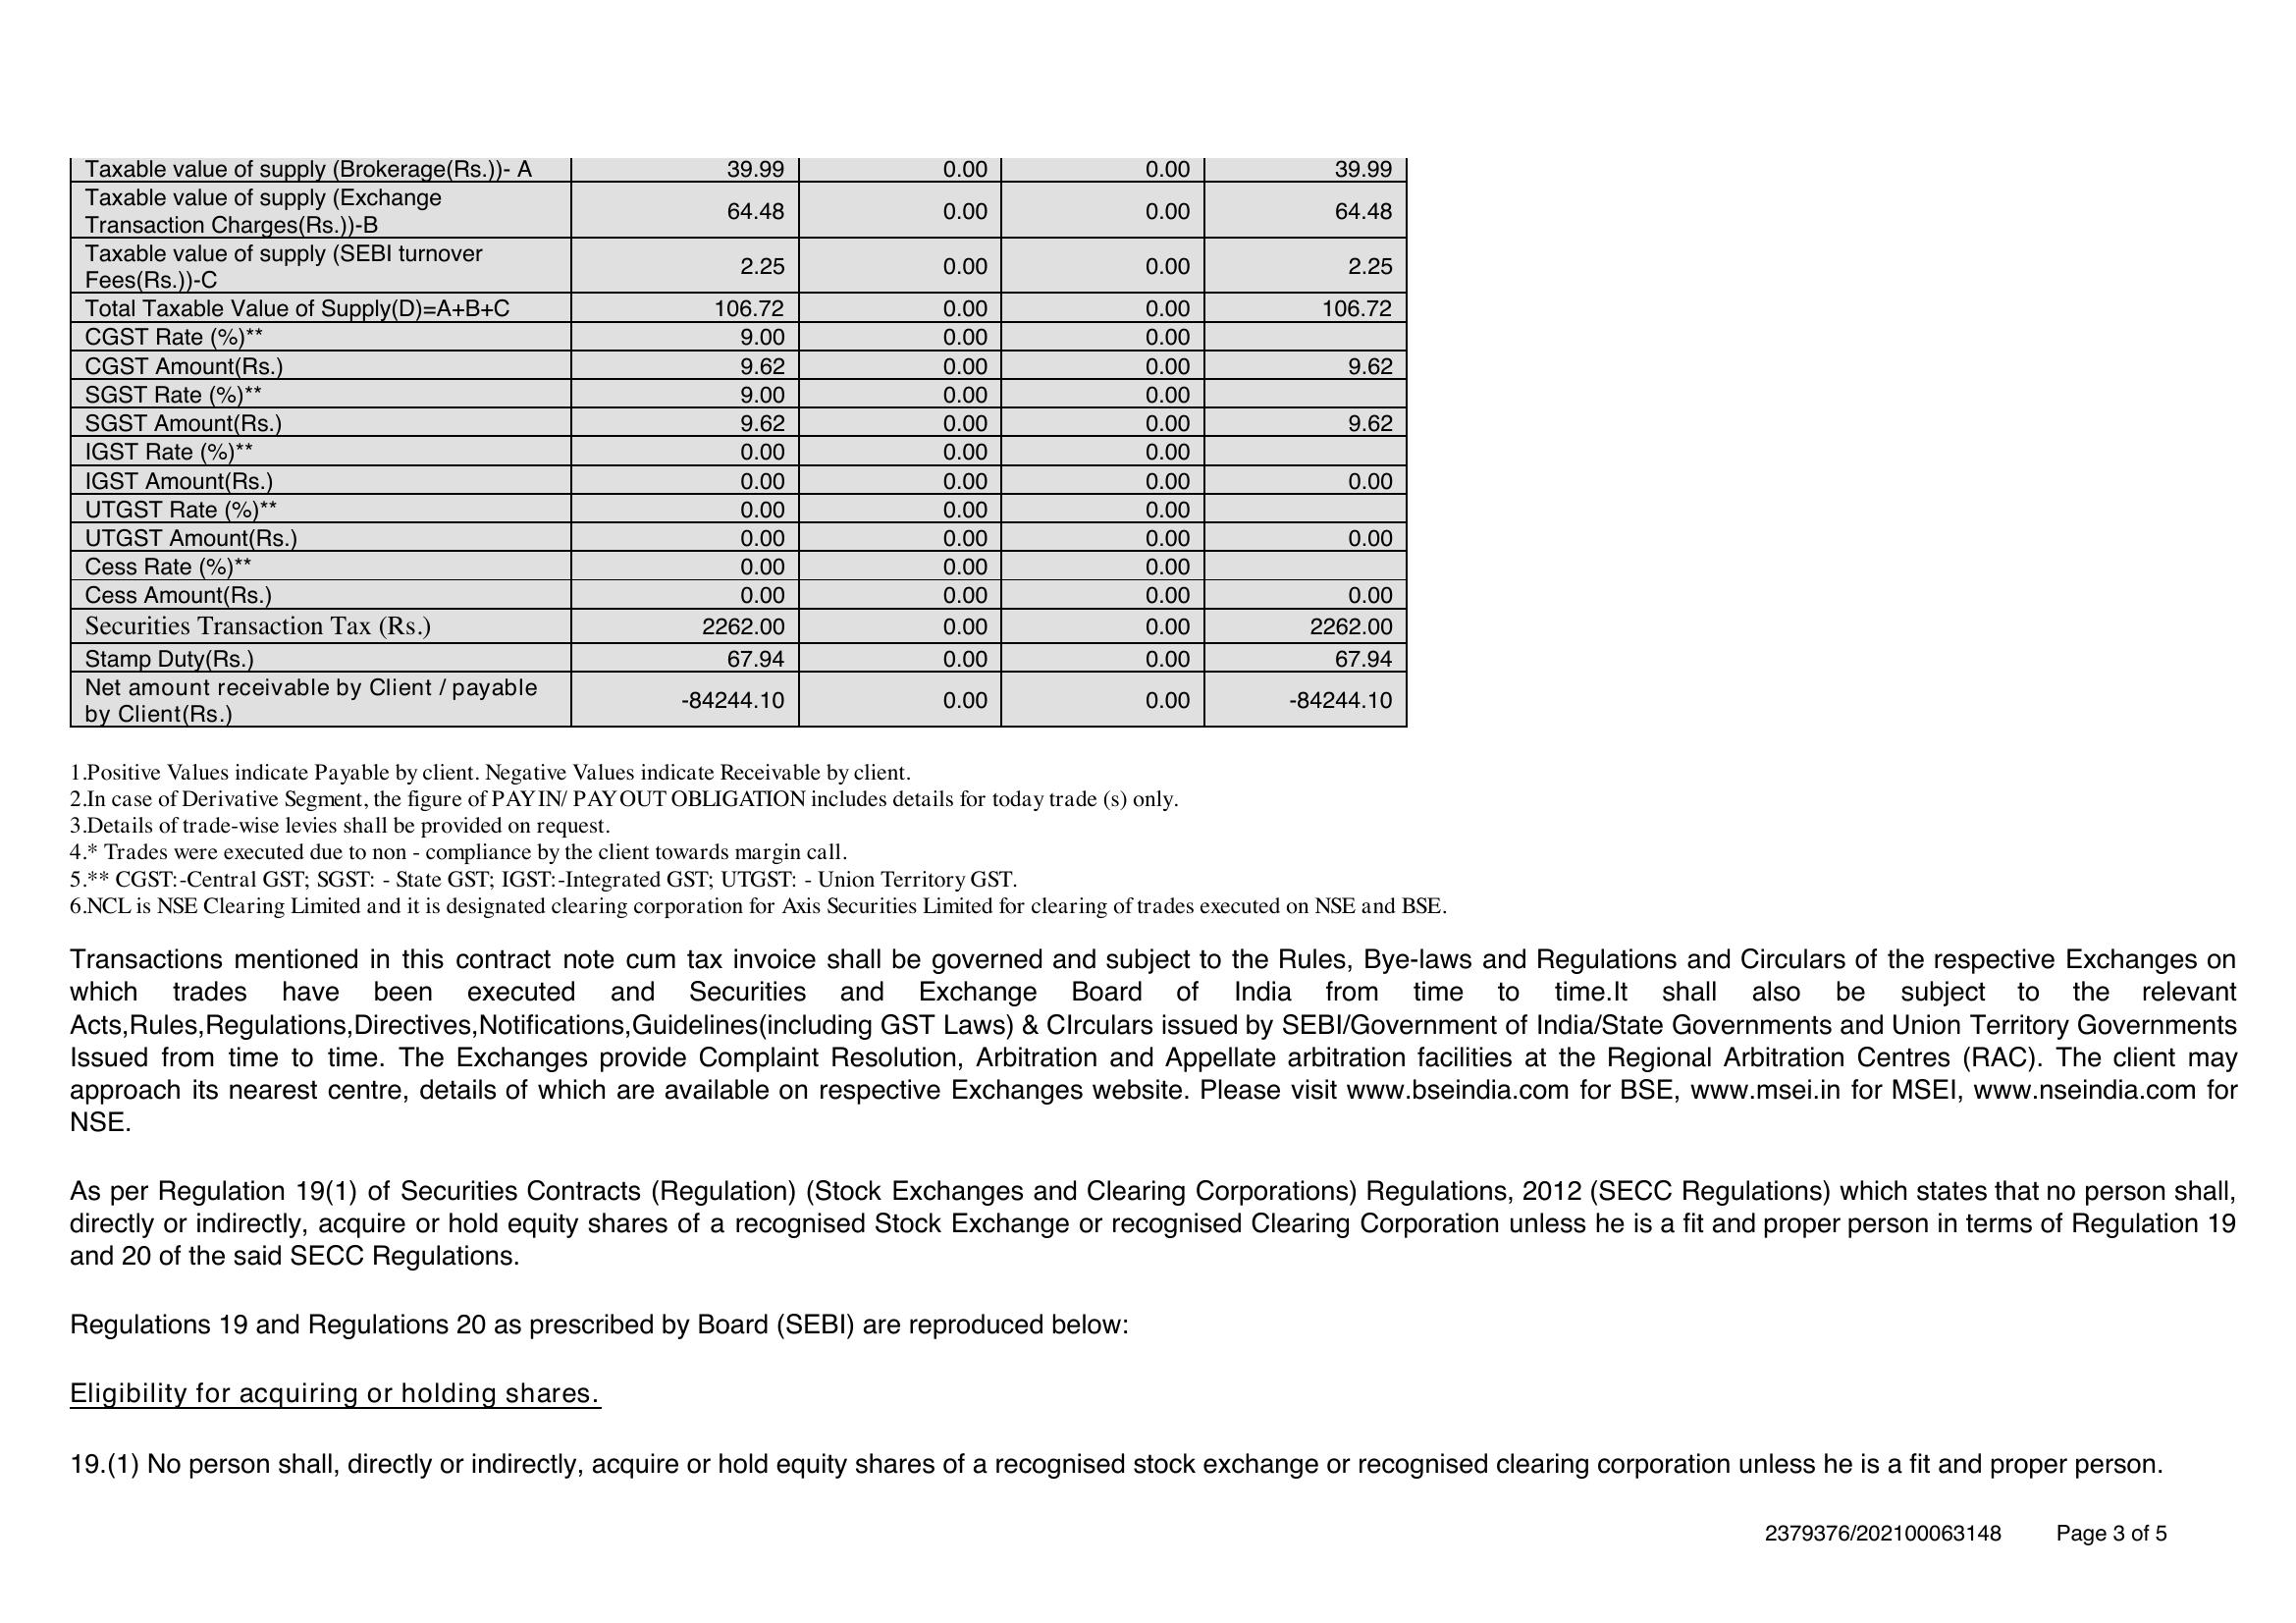 Taxable value of supply (Brokerage(Rs.))- A 39.99 0.00 0.00 39.99
Taxable value of supply (Exchange
Transaction Charges(Rs.))-B 64.48 0.00 0.00 64.48
Taxable value of supply (SEBI turnover
Fees(Rs.))-C 2.25 0.00 0.00 2.25
Total Taxable Value of Supply(D)=A+B+C 106.72 0.00 0.00 106.72
CGST Rate (%)** 9.00 0.00 0.00
CGST Amount(Rs.) 9.62 0.00 0.00 9.62
SGST Rate (%)** 9.00 0.00 0.00
SGST Amount(Rs.) 9.62 0.00 0.00 9.62
IGST Rate (%)** 0.00 0.00 0.00
IGST Amount(Rs.) 0.00 0.00 0.00 0.00
UTGST Rate (%)** 0.00 0.00 0.00
UTGST Amount(Rs.) 0.00 0.00 0.00 0.00
Cess Rate (%)** 0.00 0.00 0.00
Cess Amount(Rs.) 0.00 0.00 0.00 0.00
Securities Transaction Tax (Rs.) 2262.00 0.00 0.00 2262.00
Stamp Duty(Rs.) 67.94 0.00 0.00 67.94
Net amount receivable by Client / payable
by Client(Rs.) -84244.10 0.00 0.00 -84244.10
1.Positive Values indicate Payable by client. Negative Values indicate Receivable by client.
2.In case of Derivative Segment, the figure of PAYIN/ PAYOUT OBLIGATION includes details for today trade (s) only.
3.Details of trade-wise levies shall be provided on request.
4.* Trades were executed due to non - compliance by the client towards margin call.
5.** CGST:-Central GST; SGST: - State GST; IGST:-Integrated GST; UTGST: - Union Territory GST.
6.NCL is NSE Clearing Limited and it is designated clearing corporation for Axis Securities Limited for clearing of trades executed on NSE and BSE.
Transactions mentioned in this contract note cum tax invoice shall be governed and subject to the Rules, Bye-laws and Regulations and Circulars of the respective Exchanges on
which trades have been executed and Securities and Exchange Board of India from time to time.It shall also be subject to the relevant
Acts,Rules,Regulations,Directives,Notifications,Guidelines(including GST Laws) & CIrculars issued by SEBI/Government of India/State Governments and Union Territory Governments
Issued from time to time. The Exchanges provide Complaint Resolution, Arbitration and Appellate arbitration facilities at the Regional Arbitration Centres (RAC). The client may
approach its nearest centre, details of which are available on respective Exchanges website. Please visit www.bseindia.com for BSE, www.msei.in for MSEI, www.nseindia.com for
NSE.
As per Regulation 19(1) of Securities Contracts (Regulation) (Stock Exchanges and Clearing Corporations) Regulations, 2012 (SECC Regulations) which states that no person shall,
directly or indirectly, acquire or hold equity shares of a recognised Stock Exchange or recognised Clearing Corporation unless he is a fit and proper person in terms of Regulation 19
and 20 of the said SECC Regulations.
Regulations 19 and Regulations 20 as prescribed by Board (SEBI) are reproduced below:
Eligibility for acquiring or holding shares.
19.(1) No person shall, directly or indirectly, acquire or hold equity shares of a recognised stock exchange or recognised clearing corporation unless he is a fit and proper person.
2379376/202100063148 Page 3 of 5